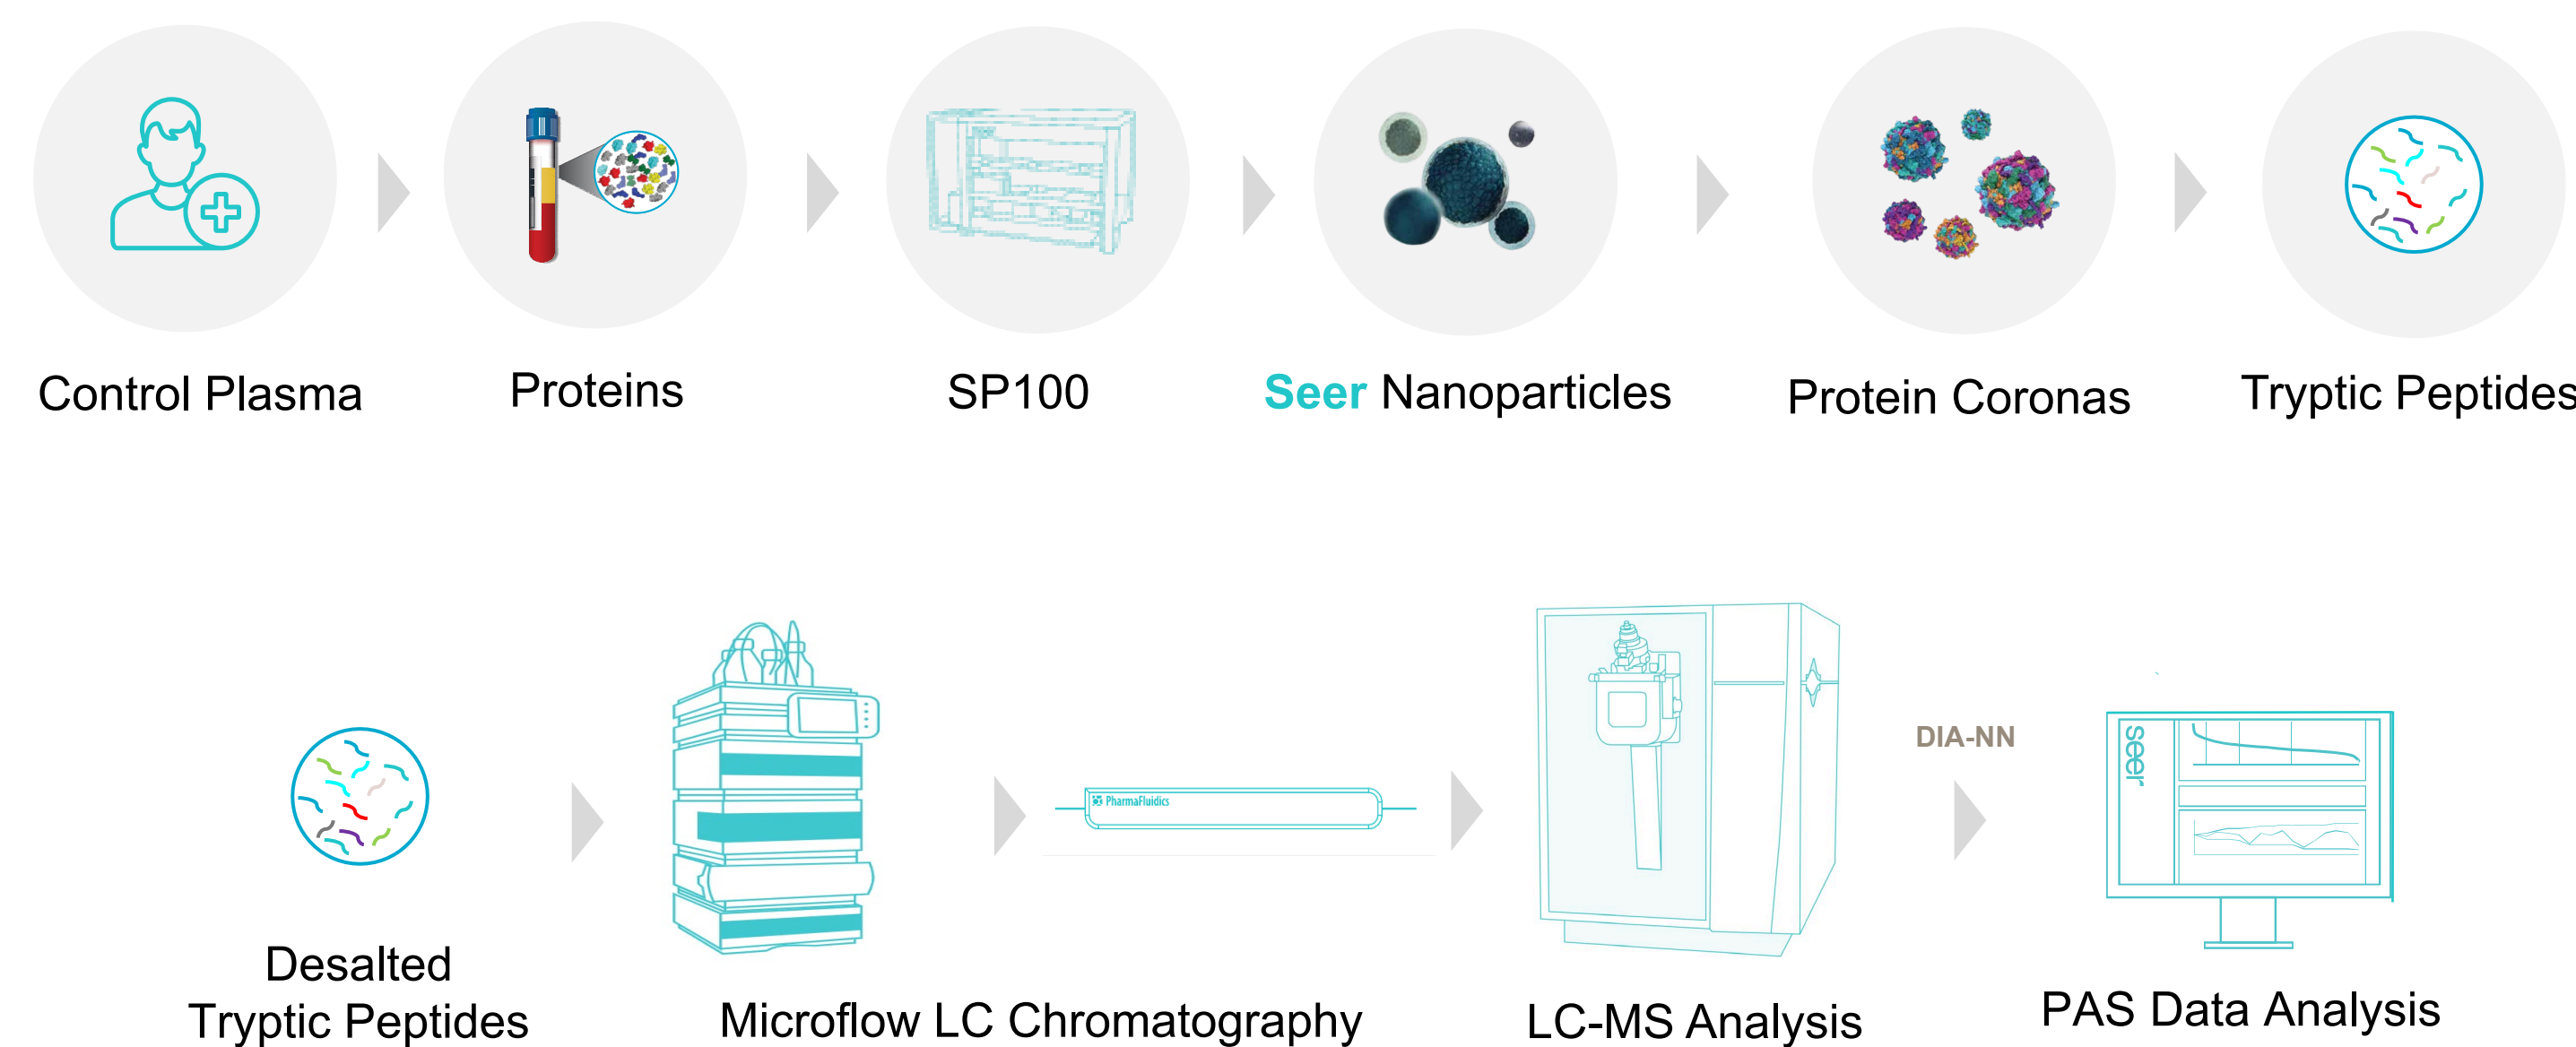 Control Plasma
Proteins
SP100
Seer Nanoparticles
Protein Coronas
Tryptic Peptides
PharmaFluidics
DIA-NN
seer
Desalted
Tryptic Peptides
Microflow LC Chromatography
LC-MS Analysis
PAS Data Analysis